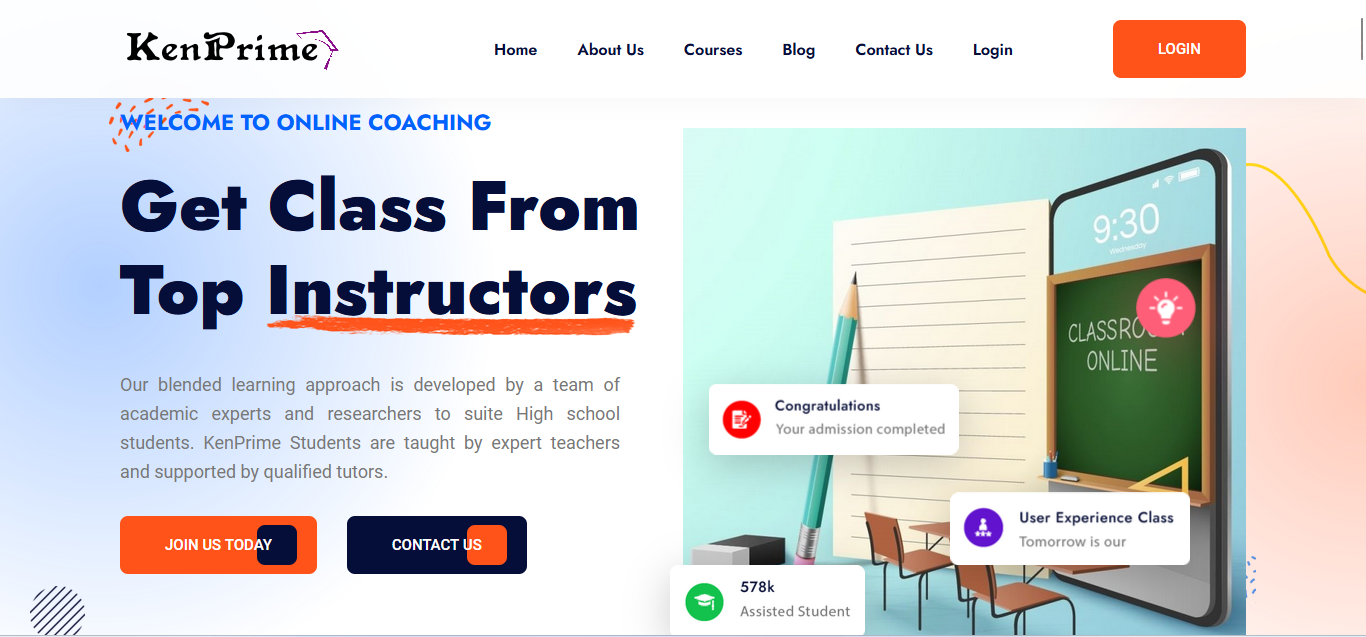 KenPrime
Home About Us Courses Blog Contact Us Login
LOGIN
WELCOME TO ONLINE COACHING
Get Class From
Top Instructors
Our blended learning approach is developed by a team of
academic experts and researchers to suite High school
students. KenPrime Students are taught by expert teachers
and supported by qualified tutors.
JOIN US TODAY
CONTACT US
9:30
Wednesday
CLASSRO
ONLINE
Congratulations
Your admission completed
User Experience Class
Tomorrow is our
578k
Assisted Student